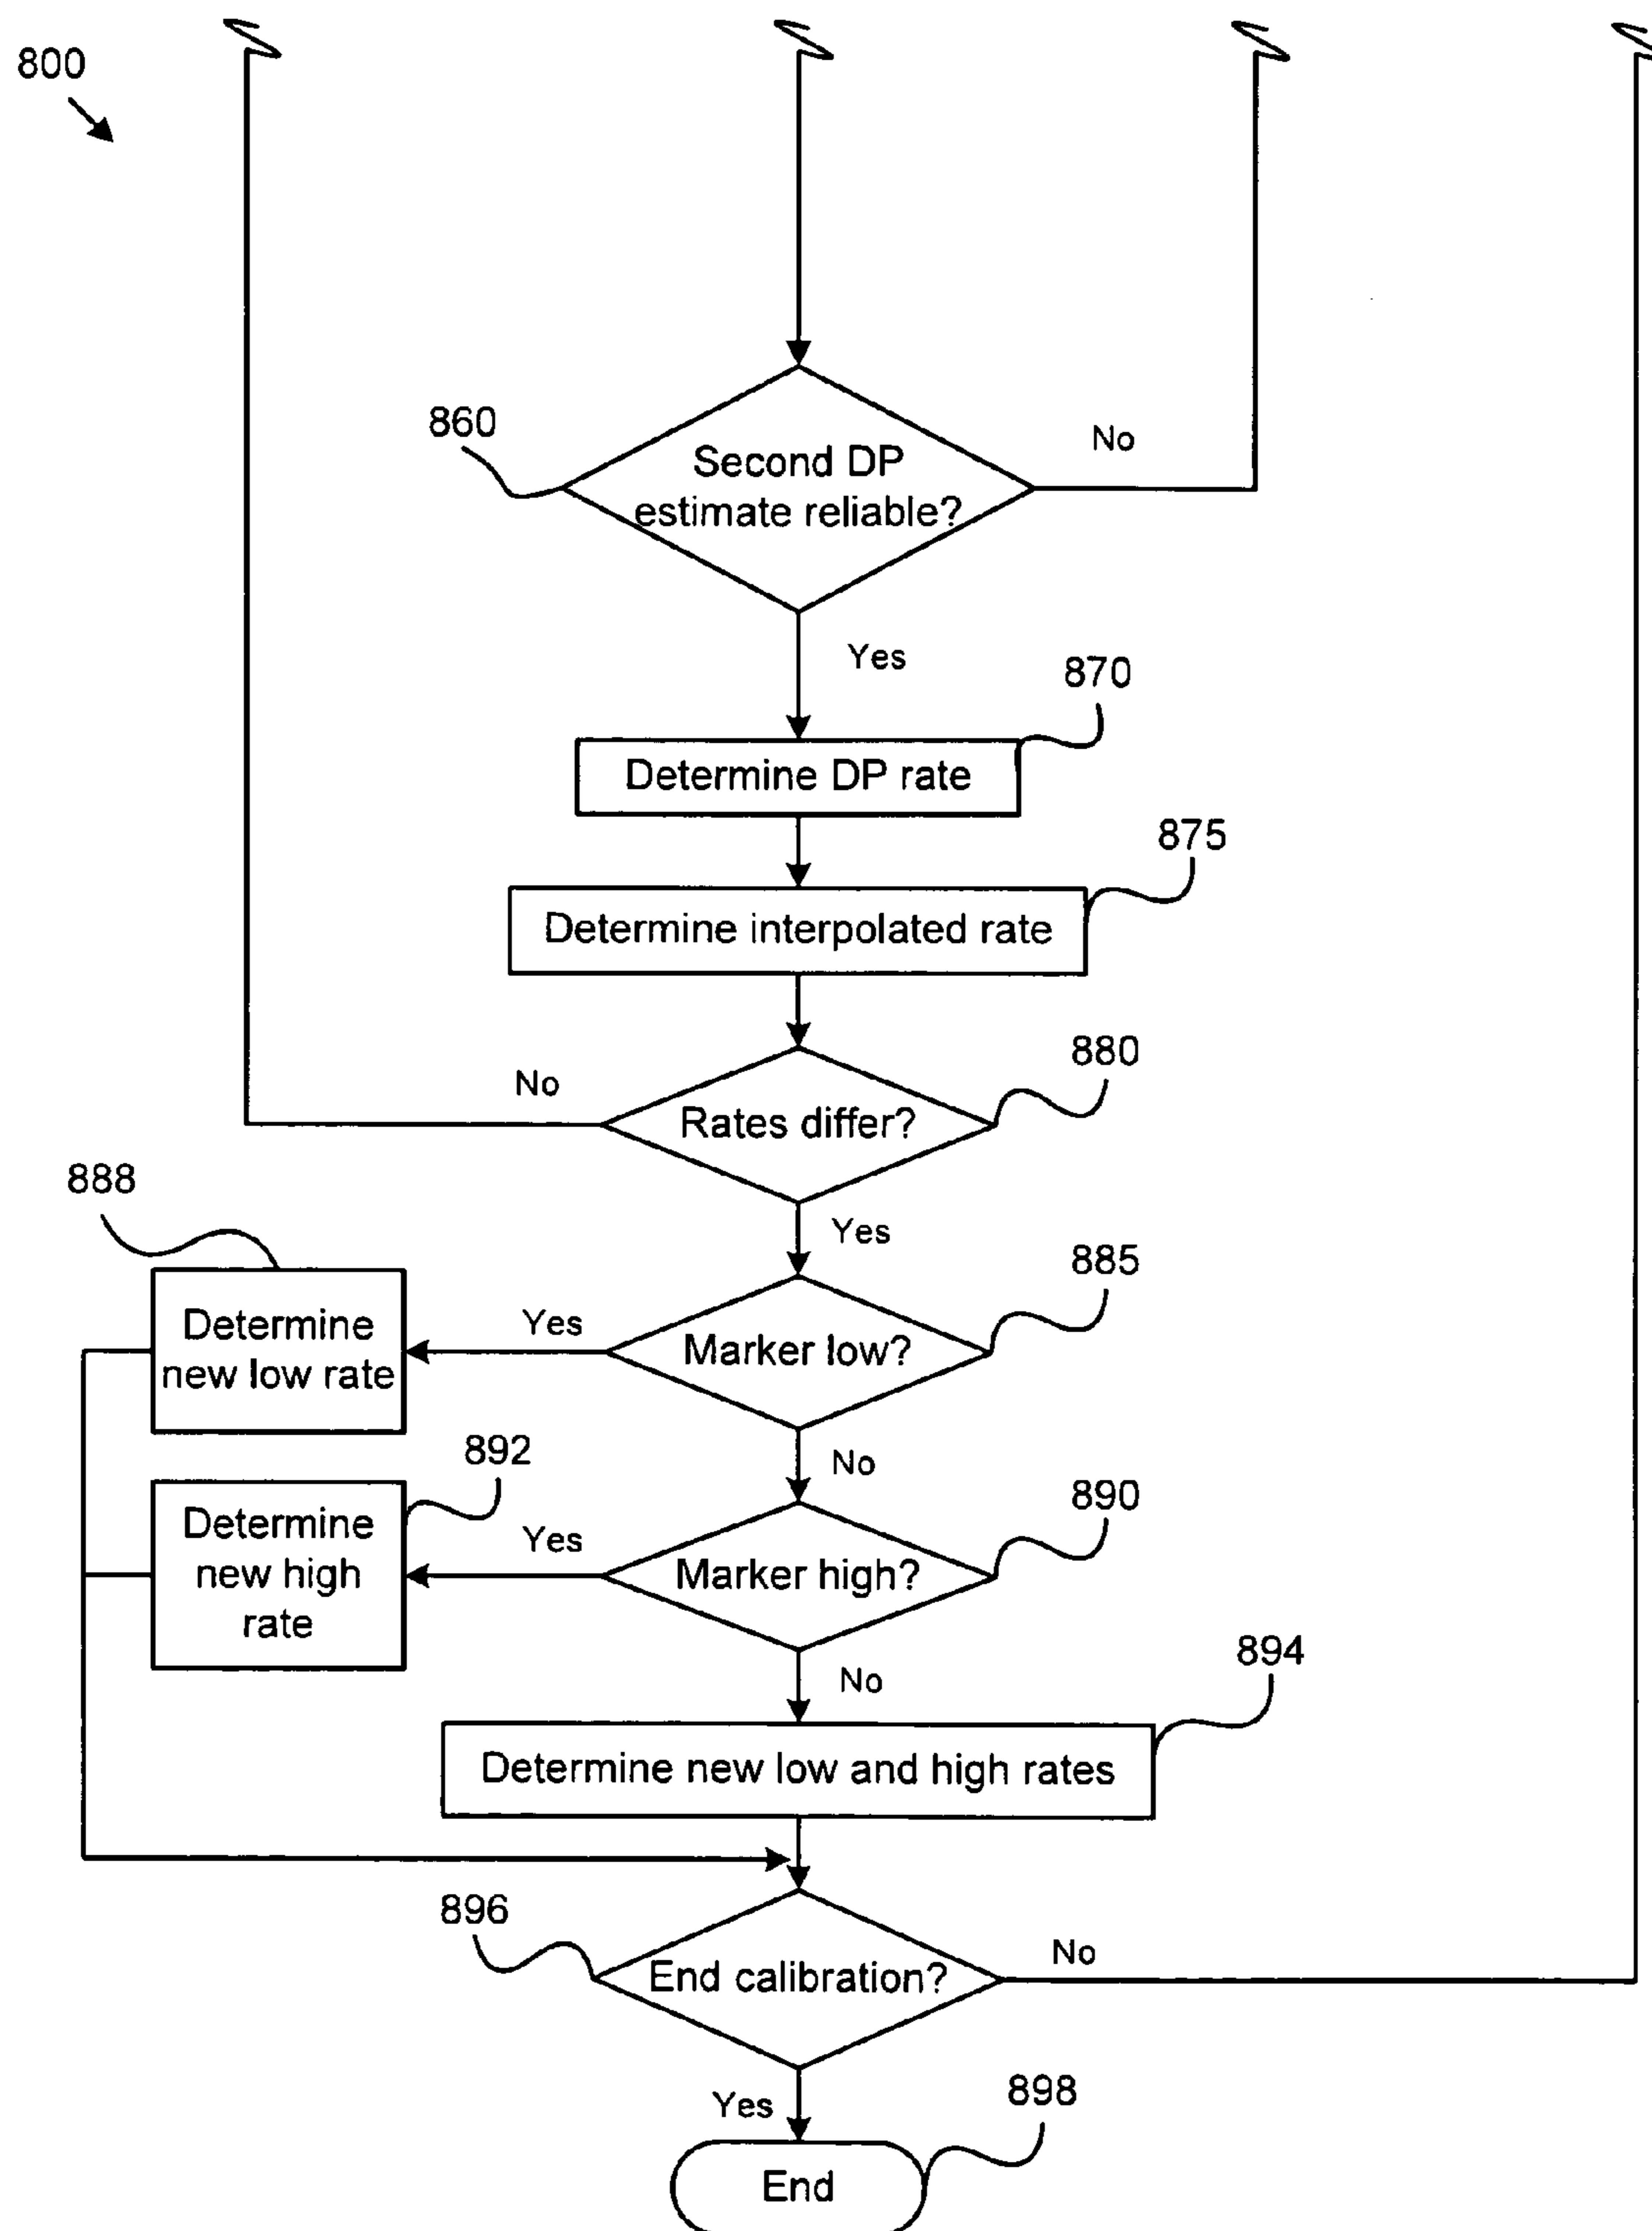 800
860
Second DP
estimate reliable?
No
Yes
870
Determine DP rate
875
Determine interpolated rate
880
No
Rates differ?
888
Yes
885
Determine
new low rate
Yes
Marker low?
892
No
890
Determine
new high
rate
Yes
Marker high?
No
894
Determine new low and high rates
896
End calibration?
No
Yes
898
End